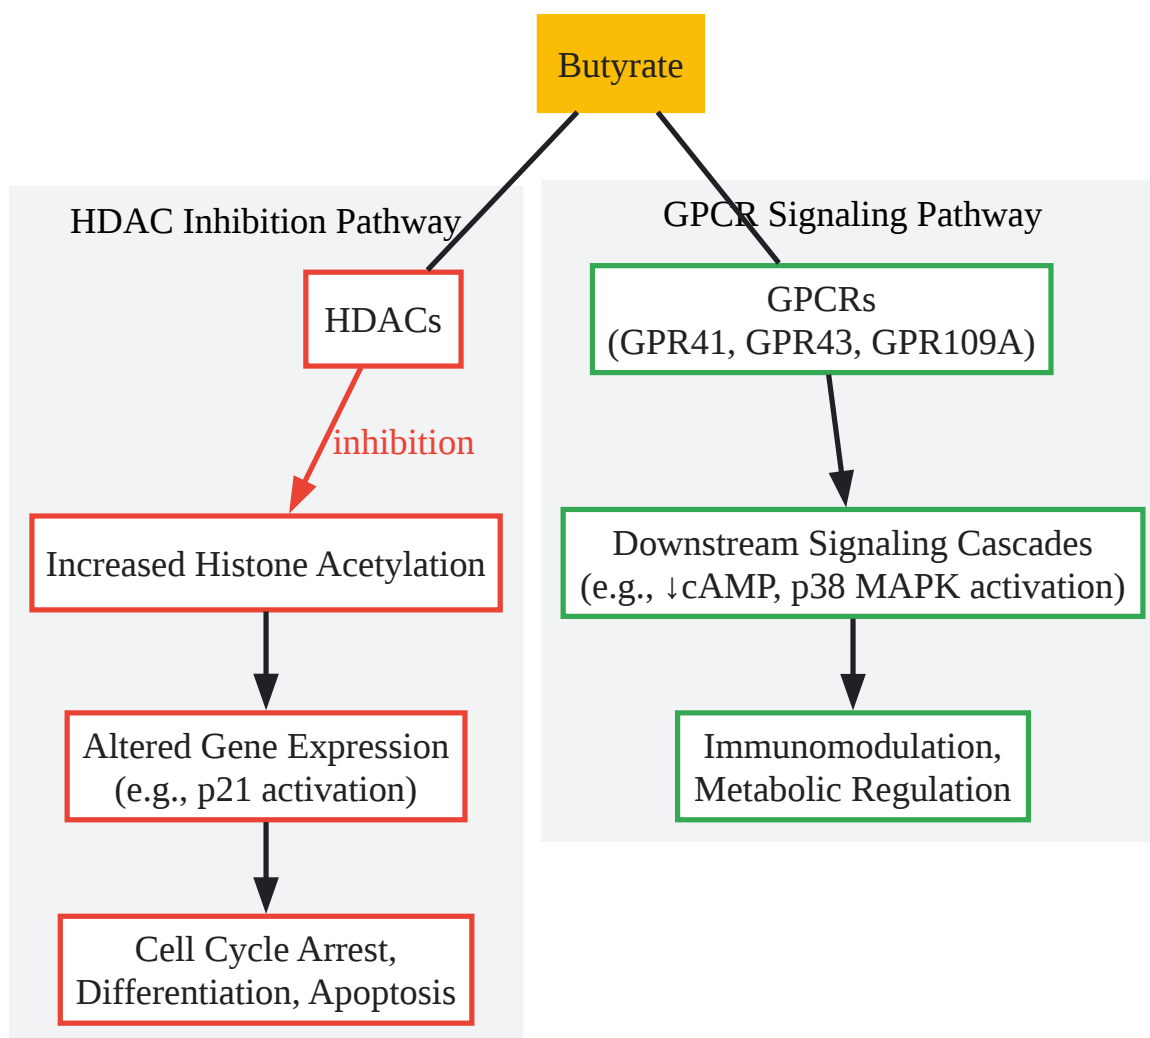 Butyrate
HDAC Inhibition Pathway
HDACs
inhibition
Increased Histone Acetylation
Altered Gene Expression
(e.g., p21 activation)
Cell Cycle Arrest,
Differentiation, Apoptosis
GPCR Signaling Pathway
GPCRs
(GPR41, GPR43, GPR109A)
Downstream Signaling Cascades
(e.g., ↓cAMP, p38 MAPK activation)
Immunomodulation,
Metabolic Regulation